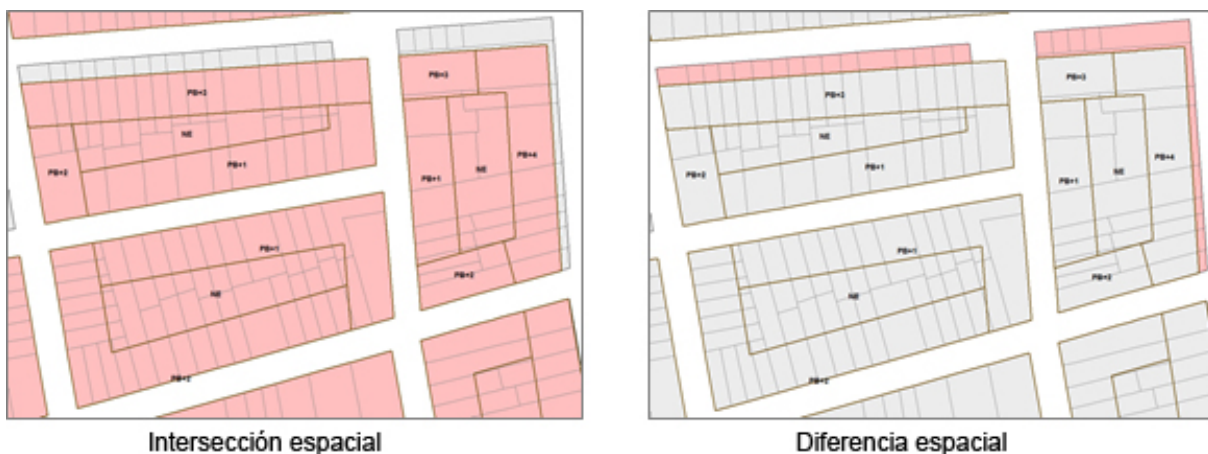 PB+3
PB+3
NE
PB+2
PB+1
PB+1
NE
PB+4
PB+1
NE
PB+2
PB+2
Intersección espacial
PB+3
PB+3
NE
PB+2
PB+1
PB+1
NE
PB+4
PB+1
NE
PB+2
PB+2
Diferencia espacial